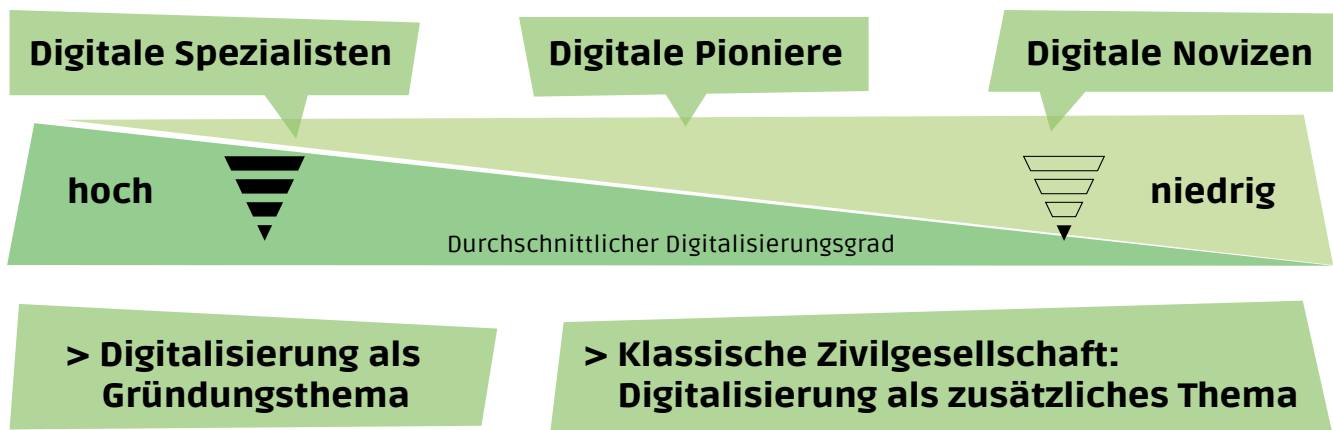 Digitale Spezialisten
Digitale Pioniere
Digitale Novizen
hoch
niedrig
Durchschnittlicher Digitalisierungsgrad
> Digitalisierung als
Gründungsthema
> Klassische Zivilgesellschaft:
Digitalisierung als zusätzliches Thema